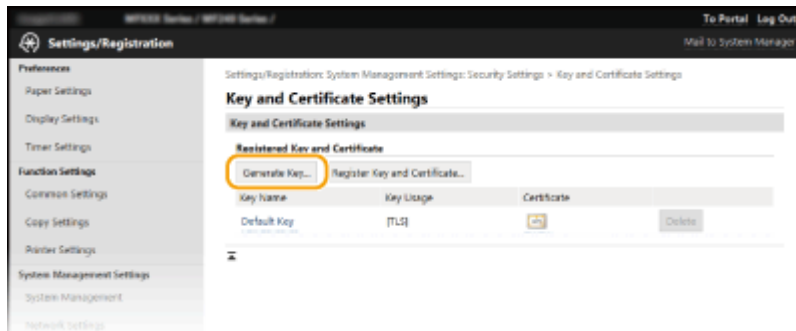 To Portal Log Out
Settings/Registration
Mail to System Manager
Preferences
Paper Settings
Display Settings
Timer Settings
Function Settings
Common Settings
Copy Settings
Printer Settings
System Management Settings
System Management
Network Settings
Settings/Registration: System Management Settings: Security Settings > Key and Certificate Settings
Key and Certificate Settings
Key and Certificate Settings
Registered Key and Certificate
Generate Key... Register Key and Certificate...
Key Name Key Usage Certificate
Default Key [TLS] Delete